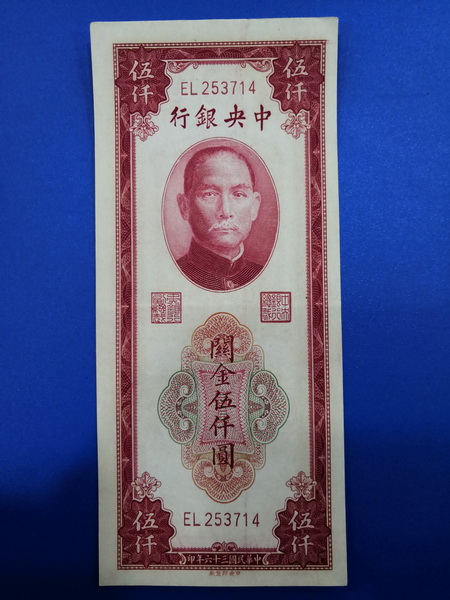 伍仟
伍仟
EL 253714
中央銀行
關金伍仟圓
EL 253714
伍仟
伍仟
中華民國三十六年印